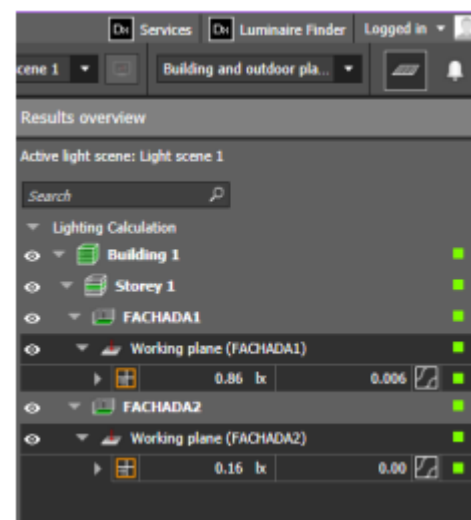 DX Services DX Luminaire Finder Logged in
cene 1 Building and outdoor pla...
Results overview
Active light scene: Light scene 1
Search
Lighting Calculation
Building 1
Storey 1
FACHADA1
Working plane (FACHADA1)
0.86 lx 0.006
FACHADA2
Working plane (FACHADA2)
0.16 lx 0.00